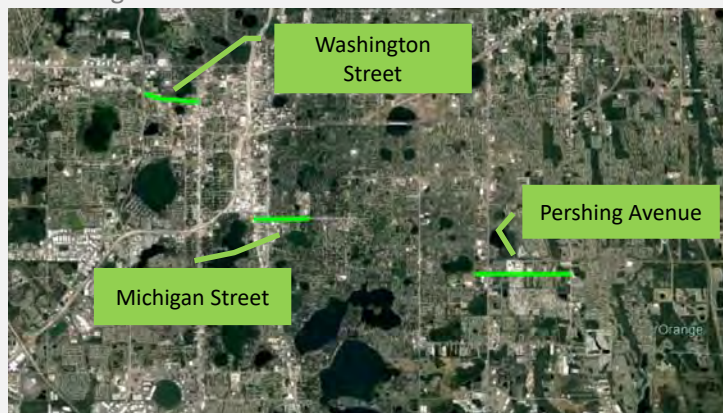 Washington
Street
Pershing Avenue
Michigan Street
Orange